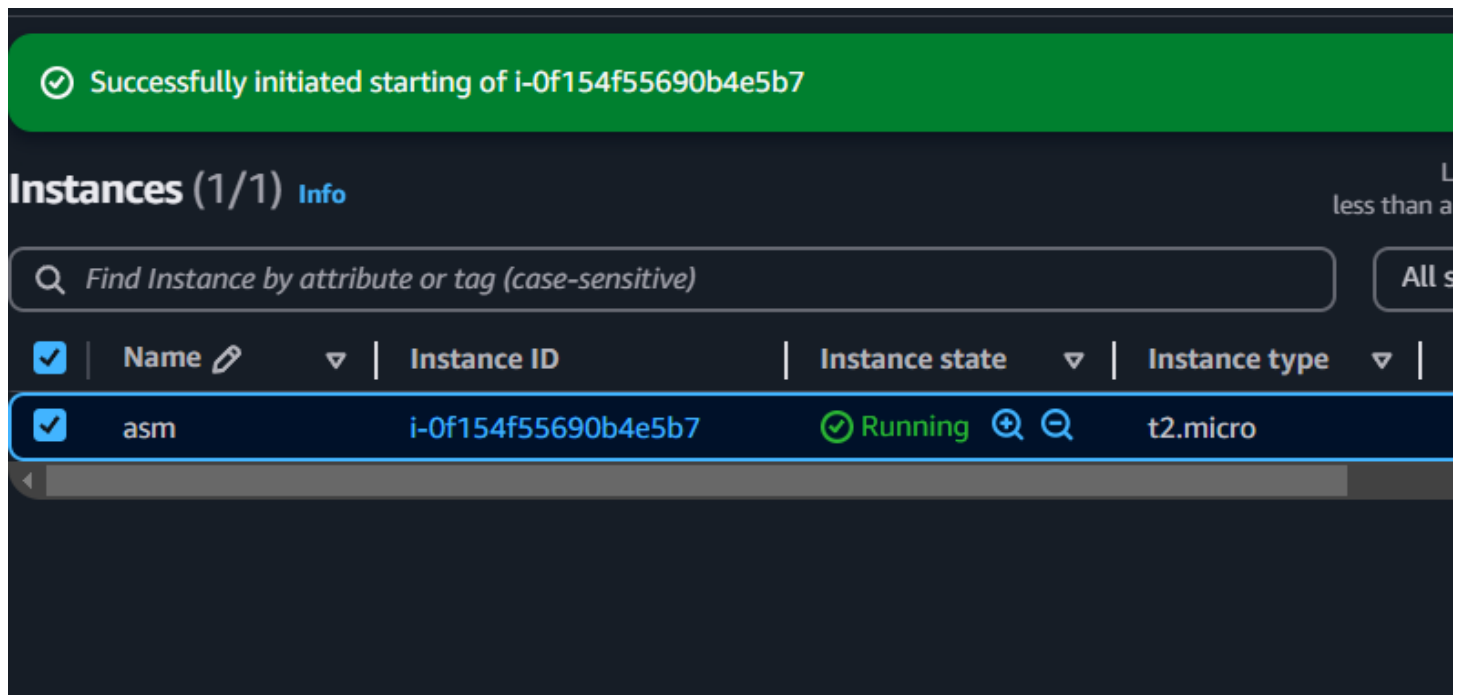 Successfully initiated starting of i-0f154f55690b4e5b7
Instances (1/1) Info
less than a
Find Instance by attribute or tag (case-sensitive)
All s
Name Instance ID Instance state Instance type
asm i-0f154f55690b4e5b7 Running t2.micro